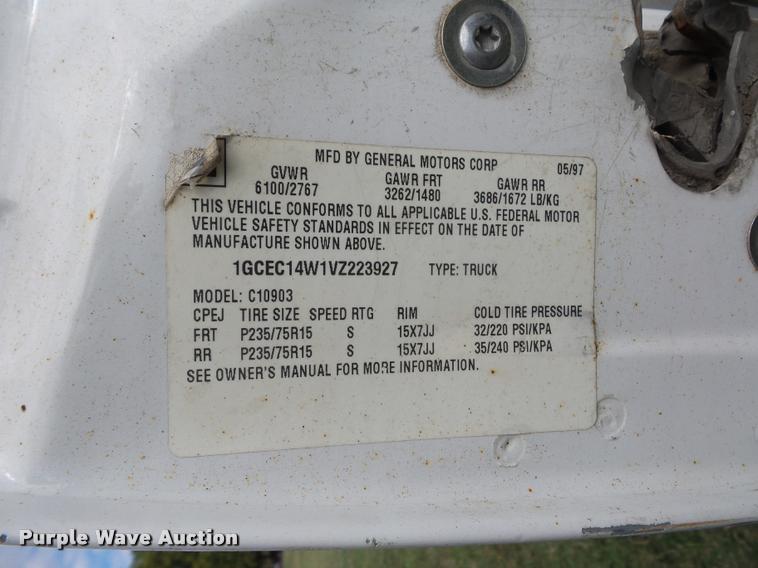 MFD BY GENERAL MOTORS CORP 05/97
GVWR GAWR FRT GAWR RR
6100/2767 3262/1480 3686/1672 LB/KG
THIS VEHICLE CONFORMS TO ALL APPLICABLE U.S. FEDERAL MOTOR
VEHICLE SAFETY STANDARDS IN EFFECT ON THE DATE OF
MANUFACTURE SHOWN ABOVE.
1GCEC14W1VZ223927 TYPE: TRUCK
MODEL: C10903
CPEJ TIRE SIZE SPEED RTG RIM COLD TIRE PRESSURE
FRT P235/75R15 S 15X7JJ 32/220 PSI/KPA
RR P235/75R15 S 15X7JJ 35/240 PSI/KPA
SEE OWNER'S MANUAL FOR MORE INFORMATION.
Purple Wave Auction